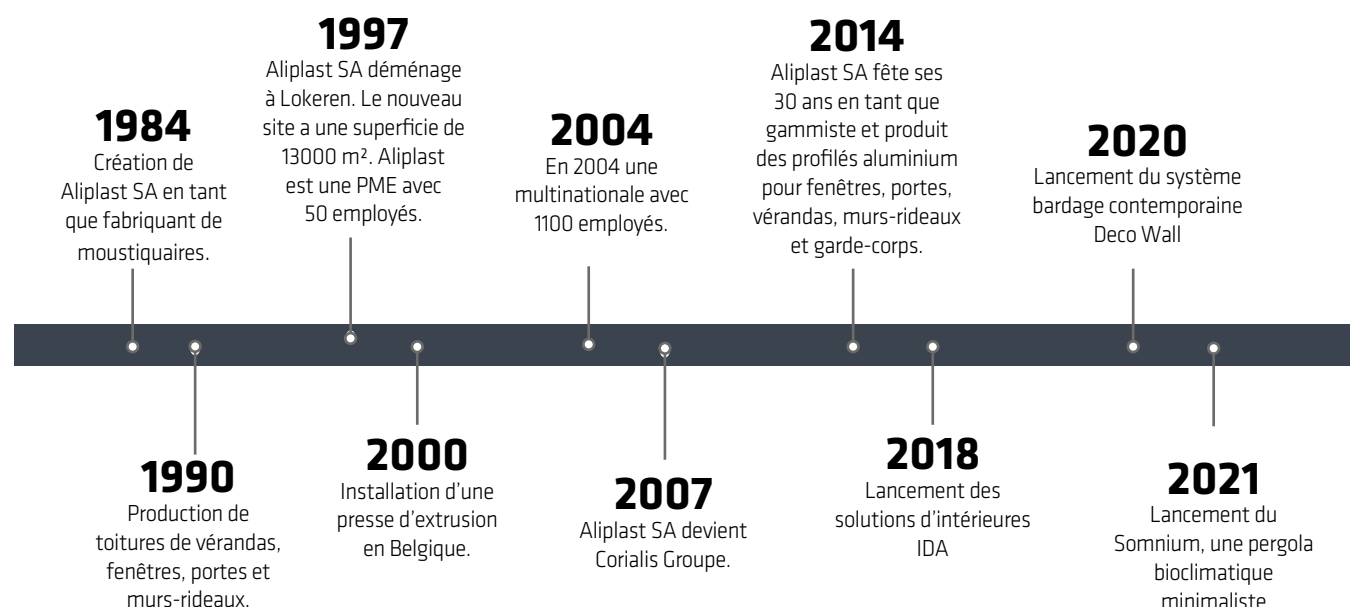 1984
Création de
Aliplast SA en tant
que fabriquant de
moustiquaires.
1990
Production de
toitures de vérandas,
fenêtres, portes et
murs-rideaux.
1997
Aliplast SA déménage
à Lokeren. Le nouveau
site a une superficie de
13000 m². Aliplast
est une PME avec
50 employés.
2000
Installation d'une
presse d'extrusion
en Belgique.
2004
En 2004 une
multinationale avec
1100 employés.
2007
Aliplast SA devient
Corialis Groupe.
2014
Aliplast SA fête ses
30 ans en tant que
gammiste et produit
des profilés aluminium
pour fenêtres, portes,
vérandas, murs-rideaux
et garde-corps.
2018
Lancement des
solutions d'intérieures
IDA
2020
Lancement du système
bardage contemporaine
Deco Wall
2021
Lancement du
Somnium, une pergola
bioclimatique
minimaliste